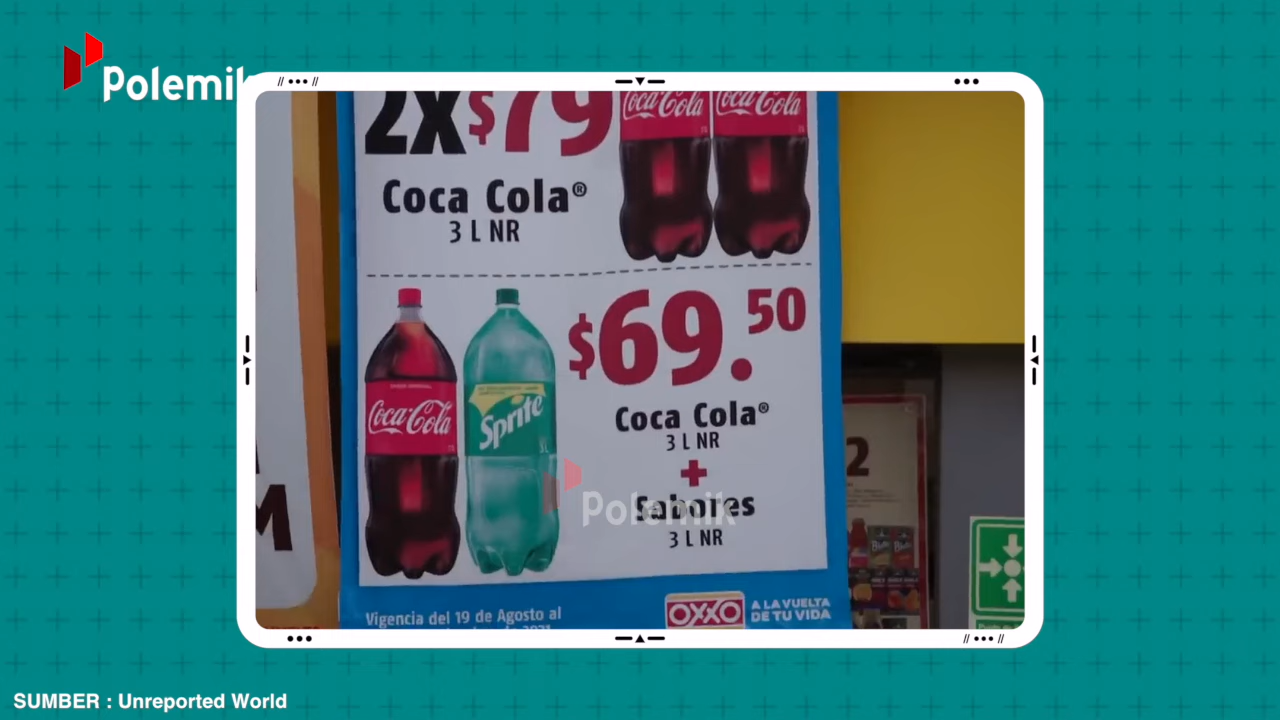 Polemik
2x$79
Coca-Cola Coca-Cola
Coca Cola®
3 L NR
$69.50
Coca-Cola
Sprite
Coca Cola®
3 L NR
+
Sabores
3 L NR
Polemik
Vigencia del 19 de Agosto al
OXXO A LA VUELTA
DE TU VIDA
2
M
SUMBER : Unreported World